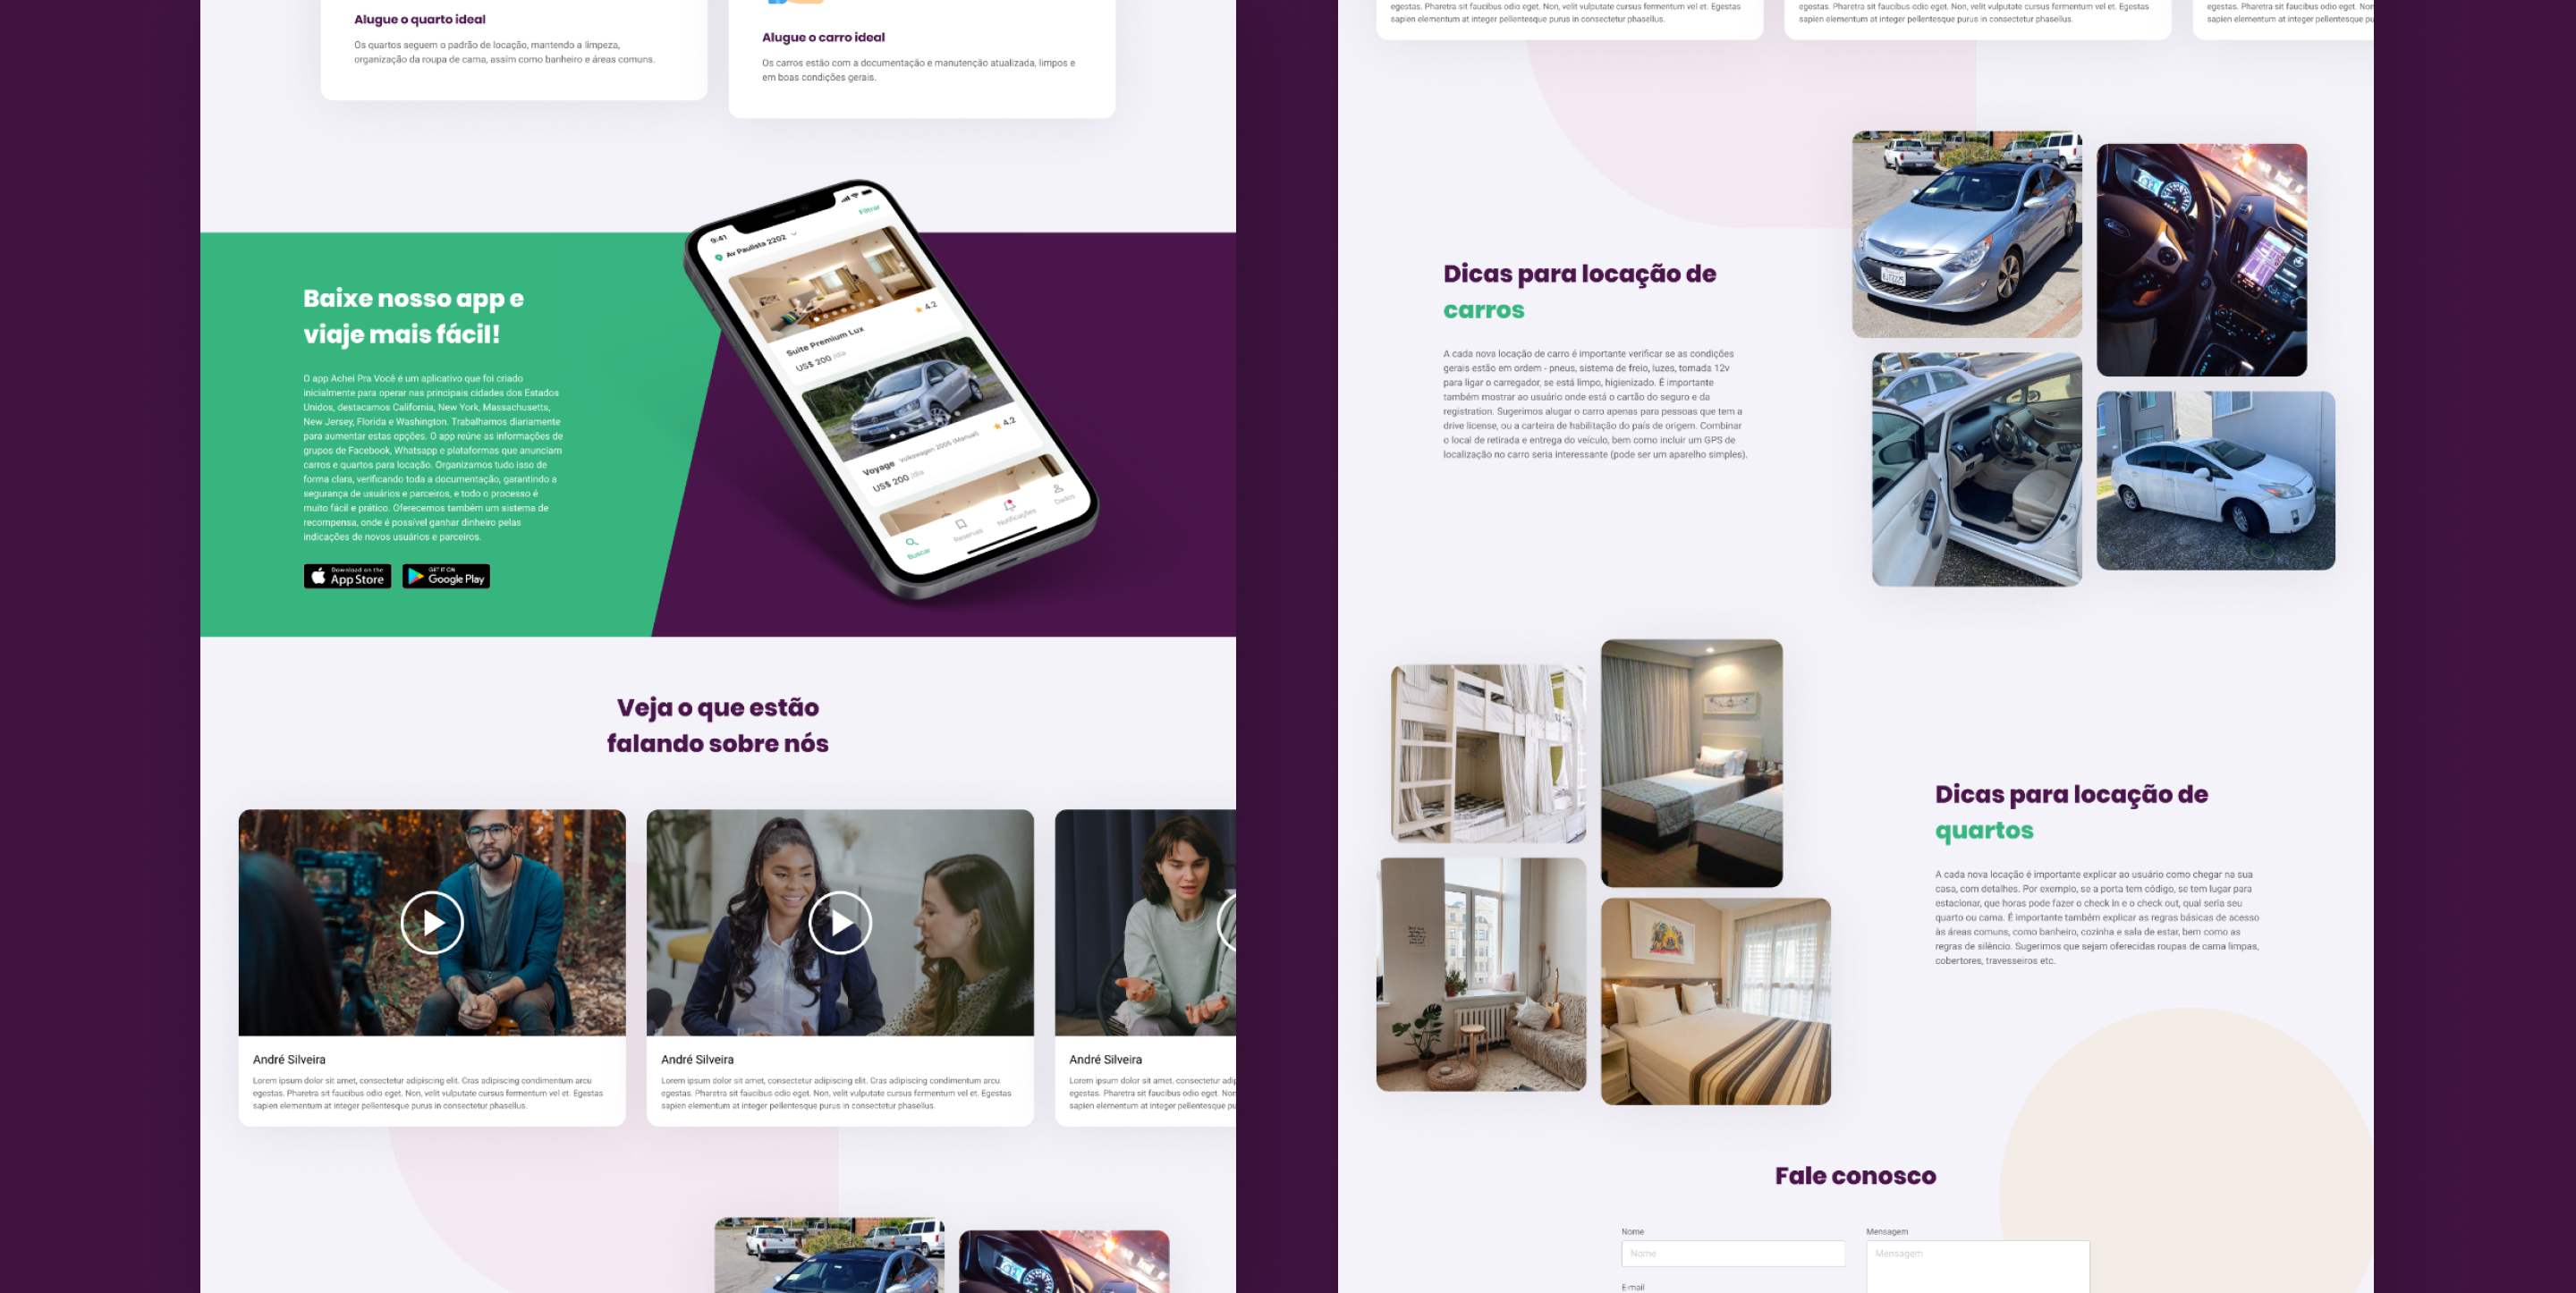 Alugue o quarto ideal
Os quartos seguem o padrão de locação, mantendo a limpeza,
organização da roupa de cama, assim como banheiro e áreas comuns.
Alugue o carro ideal
Os carros estão com a documentação e manutenção atualizada, limpos e
em boas condições gerais.
Baixe nosso app e
viaje mais fácil!
O app Achei Pra Você é um aplicativo que foi criado
inicialmente para operar nas principais cidades dos Estados
Unidos, destacamos California, New York, Massachusetts,
New Jersey, Florida e Washington. Trabalhamos diariamente
para aumentar estas opções. O app reúne as informações de
grupos de Facebook, Whatsapp e plataformas que anunciam
carros e quartos para locação. Organizamos tudo isso de
forma clara, verificando toda a documentação, garantindo a
segurança de usuários e parceiros, e todo o processo é
muito fácil e prático. Oferecemos também um sistema de
recompensa, onde é possível ganhar dinheiro pelas
indicações de novos usuários e parceiros.
Download on the
App Store
GET IT ON
Google Play
9:41
Filtrar
Av Paulista 2202
Suite Premium Lux
4.2
US$ 200 /dia
Voyage Volkswagen 2005 (Manual)
4.2
US$ 200 /dia
Buscar
Reservas
Notificações
Dados
Veja o que estão
falando sobre nós
André Silveira
Lorem ipsum dolor sit amet, consectetur adipiscing elit. Cras adipiscing condimentum arcu
egestas. Pharetra sit faucibus odio eget. Non, velit vulputate cursus fermentum vel et. Egestas
sapien elementum at integer pellentesque purus in consectetur phasellus.
André Silveira
Lorem ipsum dolor sit amet, consectetur adipiscing elit. Cras adipiscing condimentum arcu
egestas. Pharetra sit faucibus odio eget. Non, velit vulputate cursus fermentum vel et. Egestas
sapien elementum at integer pellentesque purus in consectetur phasellus.
André Silveira
Lorem ipsum dolor sit amet, consectetur adip
egestas. Pharetra sit faucibus odio eget. Non
sapien elementum at integer pellentesque pu
egestas. Pharetra sit faucibus odio eget. Non, velit vulputate cursus fermentum vel et. Egestas
sapien elementum at integer pellentesque purus in consectetur phasellus.
egestas. Pharetra sit faucibus odio eget. Non, velit vulputate cursus fermentum vel et. Egestas
sapien elementum at integer pellentesque purus in consectetur phasellus.
egestas. Pharetra sit faucibus odio eget. Non
sapien elementum at integer pellentesque pu
Dicas para locação de
carros
A cada nova locação de carro é importante verificar se as condições
gerais estão em ordem - pneus, sistema de freio, luzes, tomada 12v
para ligar o carregador, se está limpo, higienizado. É importante
também mostrar ao usuário onde está o cartão do seguro e da
registration. Sugerimos alugar o carro apenas para pessoas que tem a
drive license, ou a carteira de habilitação do país de origem. Combinar
o local de retirada e entrega do veículo, bem como incluir um GPS de
localização no carro seria interessante (pode ser um aparelho simples).
Dicas para locação de
quartos
A cada nova locação é importante explicar ao usuário como chegar na sua
casa, com detalhes. Por exemplo, se a porta tem código, se tem lugar para
estacionar, que horas pode fazer o check in e o check out, qual seria seu
quarto ou cama. É importante também explicar as regras básicas de acesso
às áreas comuns, como banheiro, cozinha e sala de estar, bem como as
regras de silêncio. Sugerimos que sejam oferecidas roupas de cama limpas,
cobertores, travesseiros etc.
Fale conosco
Nome
Nome
E-mail
Mensagem
Mensagem